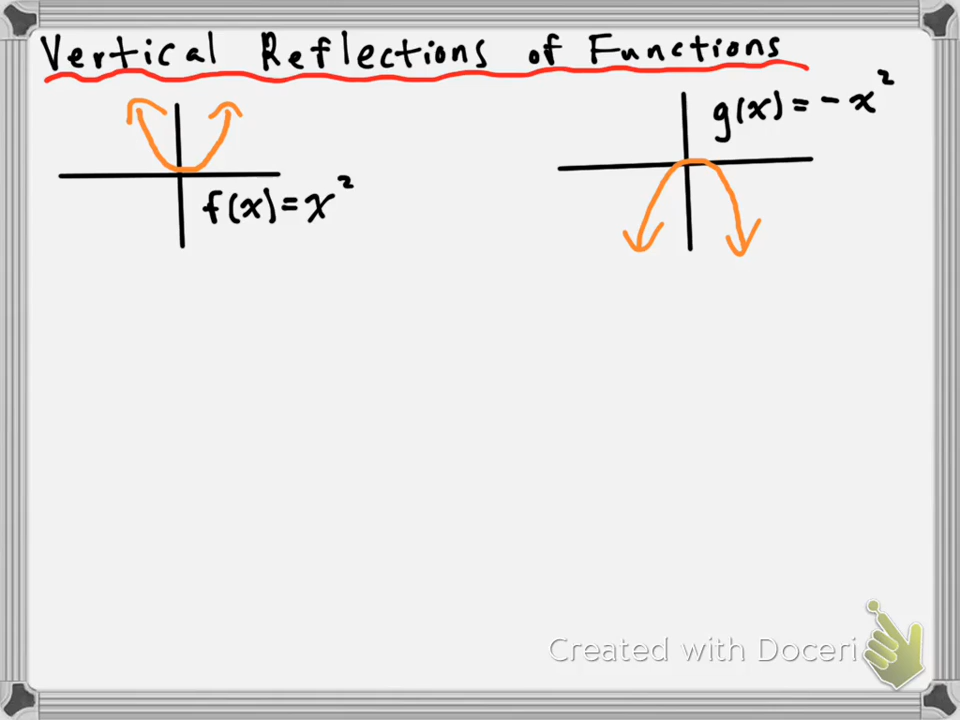 Vertical Reflections of Functions
g(x) = -x²
f(x) = x²
Created with Doceri